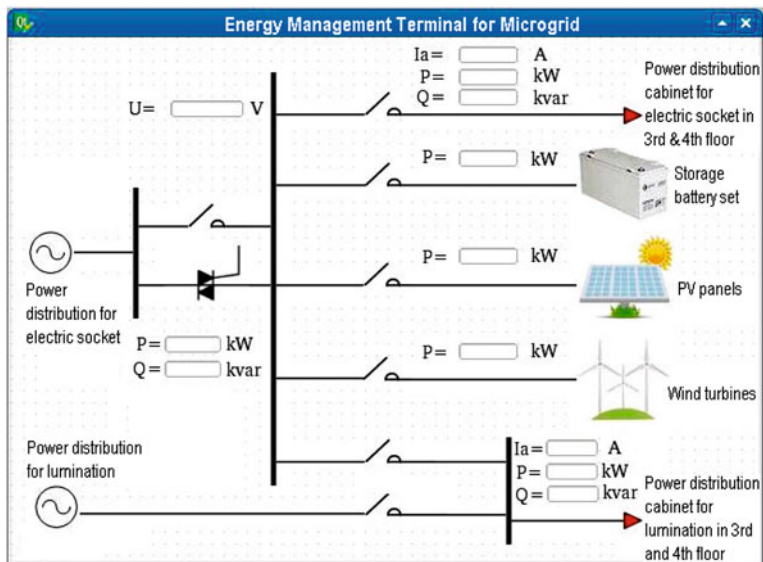 Energy Management Terminal for Microgrid
Ia= A
P= kW
Q= kvar
Power distribution
cabinet for
electric socket in
3rd & 4th floor
U= V
P= kW
Storage
battery set
P= kW
PV panels
Power
distribution for
electric socket
P= kW
Q= kvar
P= kW
Wind turbines
Power distribution
for lumination
Ia= A
P= kW
Q= kvar
Power distribution
cabinet for
lumination in 3rd
and 4th floor